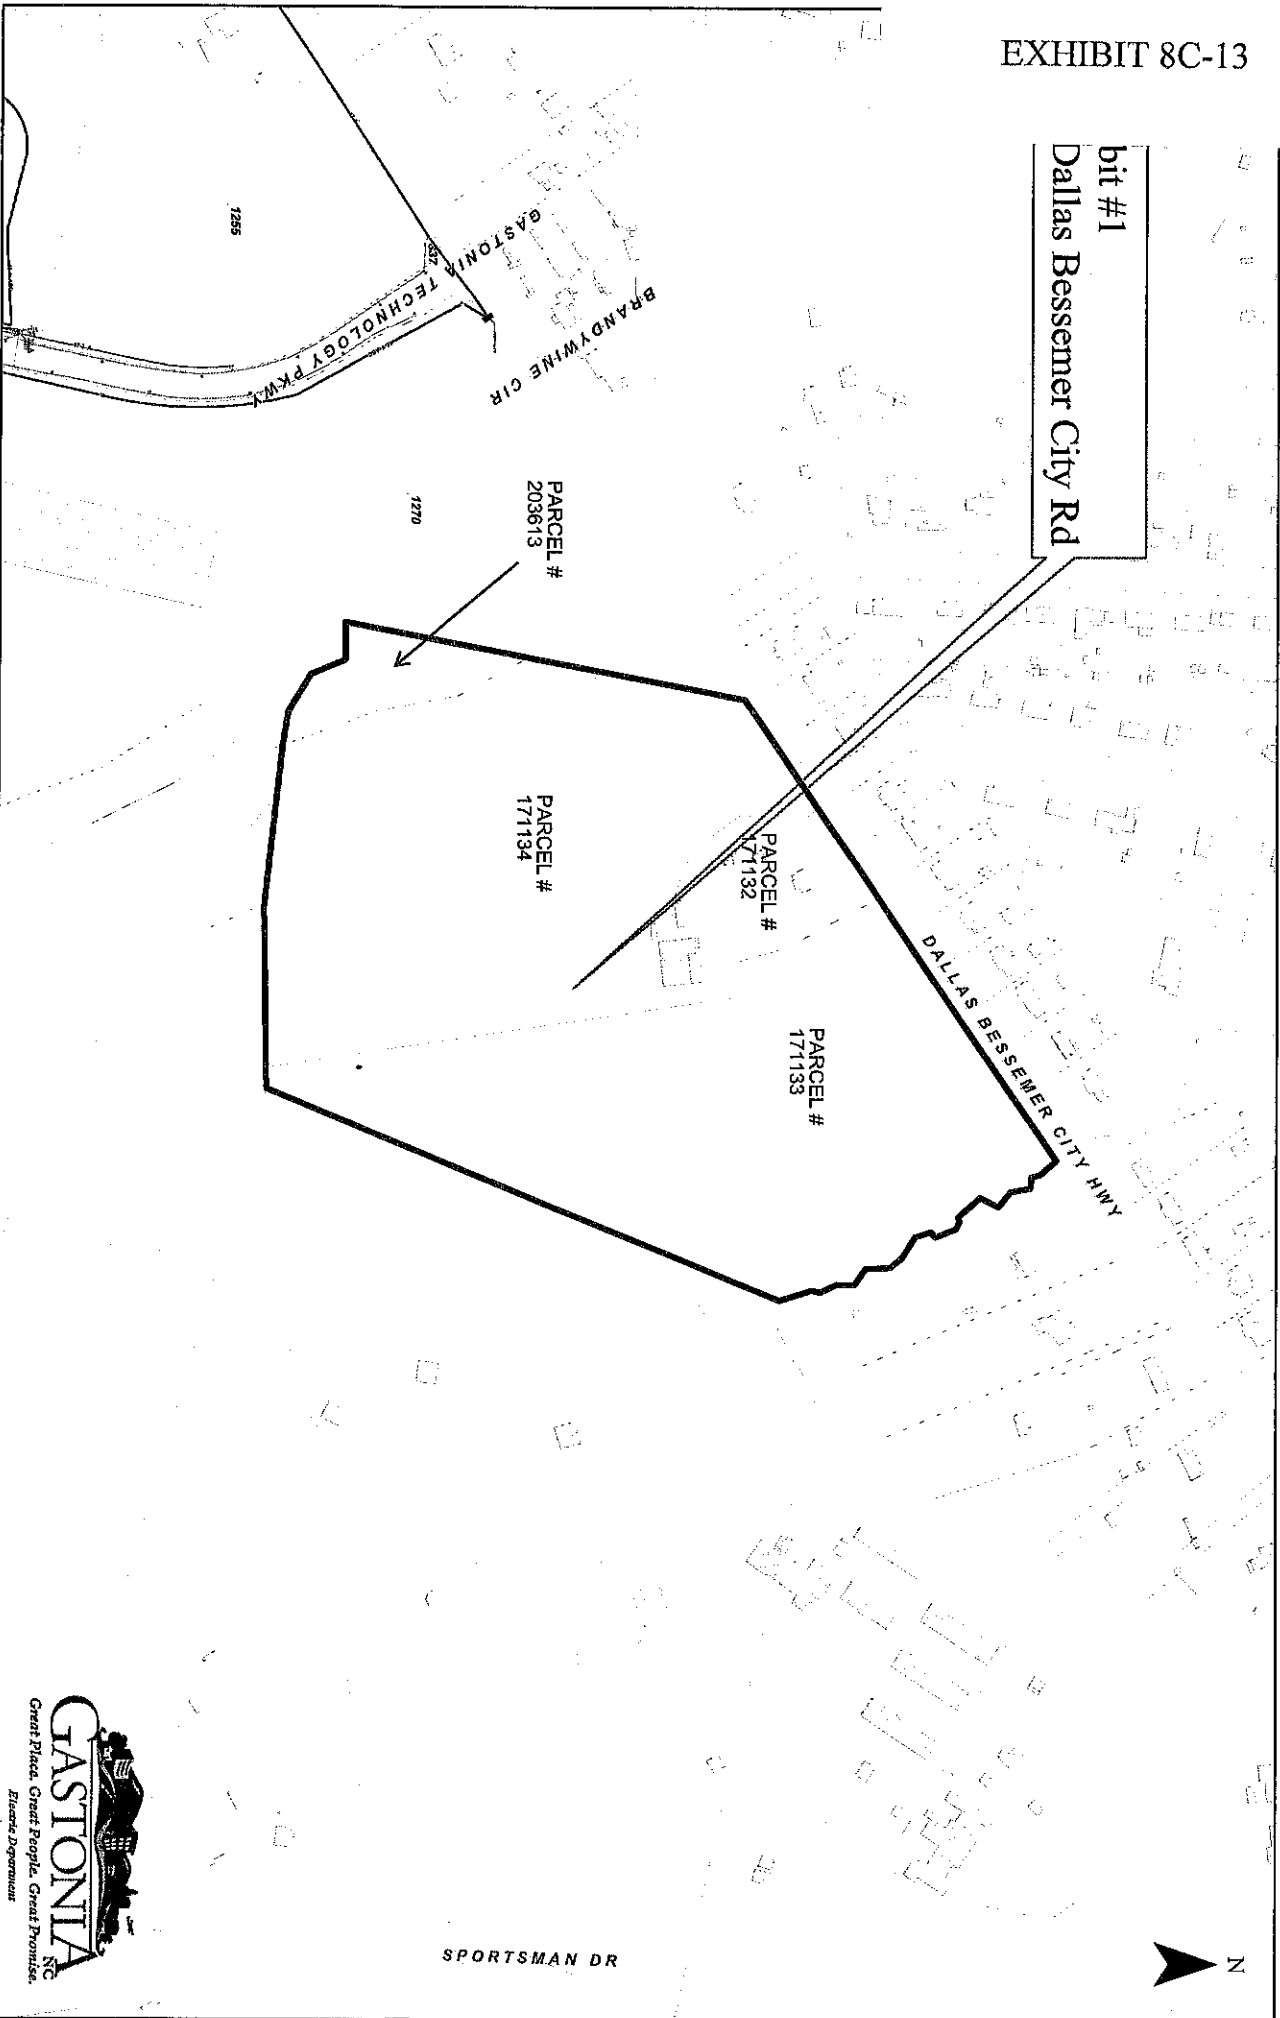 EXHIBIT 8C-13
bit #1
Dallas Bessemer City Rd
N
GASTONIA TECHNOLOGY PKWY
BRANDYWINE CIR
1255
1270
PARCEL #
203613
PARCEL #
171134
PARCEL #
171132
PARCEL #
171133
DALLAS BESSEMER CITY HWY
SPORTSMAN DR
GASTONIA NC
Great Place. Great People. Great Promise.
Electric Department